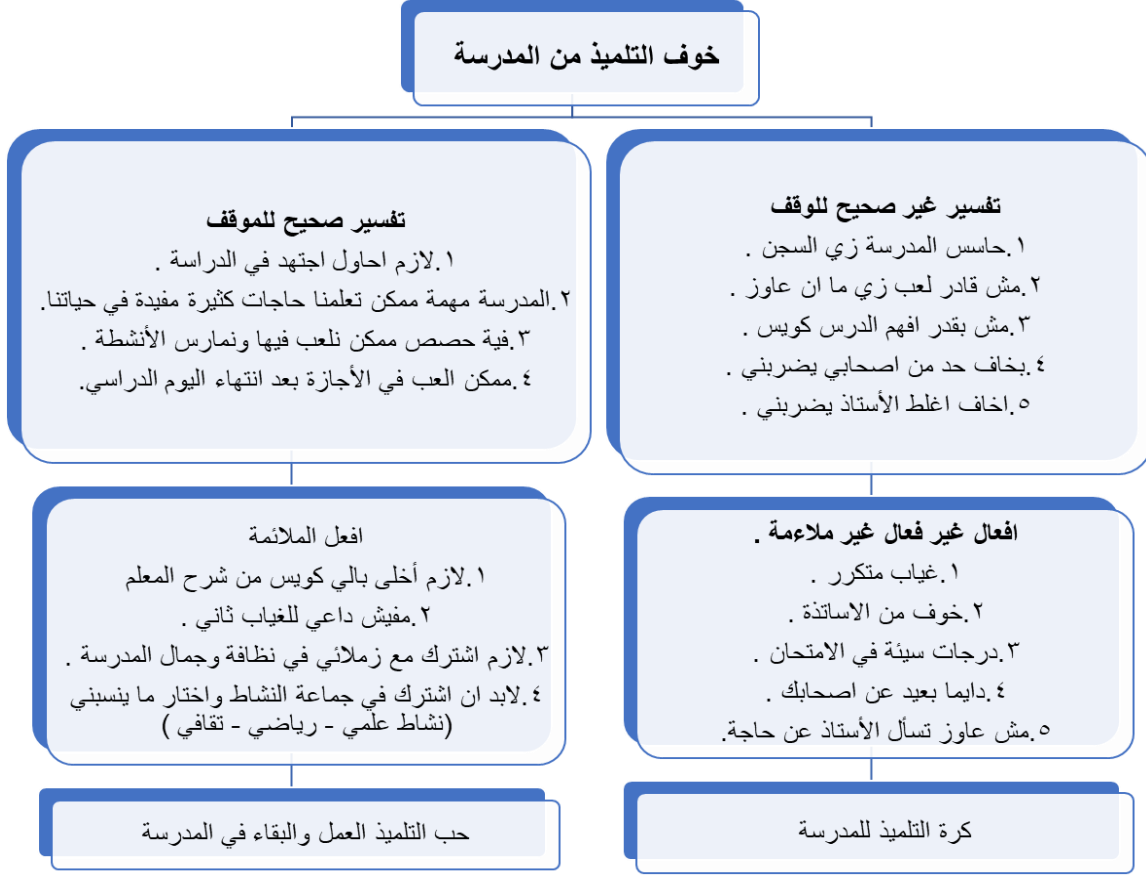 خوف التلميذ من المدرسة
تفسير غير صحيح للوقف
١.حاسس المدرسة زي السجن .
٢.مش قادر لعب زي ما ان عاوز .
٣.مش بقدر افهم الدرس كويس .
٤.بخاف حد من اصحابي يضربني .
٥.اخاف اغلط الأستاذ يضربني .
افعال غير فعال غير ملاءمة .
١.غياب متكرر .
٢.خوف من الاساتذة .
٣.درجات سيئة في الامتحان .
٤.دايما بعيد عن اصحابك .
٥.مش عاوز تسأل الأستاذ عن حاجة.
كرة التلميذ للمدرسة
تفسير صحيح للموقف
١.لازم احاول اجتهد في الدراسة .
٢.المدرسة مهمة ممكن تعلمنا حاجات كثيرة مفيدة في حياتنا.
٣.فية حصص ممكن نلعب فيها ونمارس الأنشطة .
٤.ممكن العب في الأجازة بعد انتهاء اليوم الدراسي.
افعل الملائمة
١.لازم أخلى بالي كويس من شرح المعلم
٢.مفيش داعي للغياب ثاني .
٣.لازم اشترك مع زملائي في نظافة وجمال المدرسة .
٤.لابد ان اشترك في جماعة النشاط واختار ما ينسبني
(نشاط علمي - رياضي - تقافي )
حب التلميذ العمل والبقاء في المدرسة